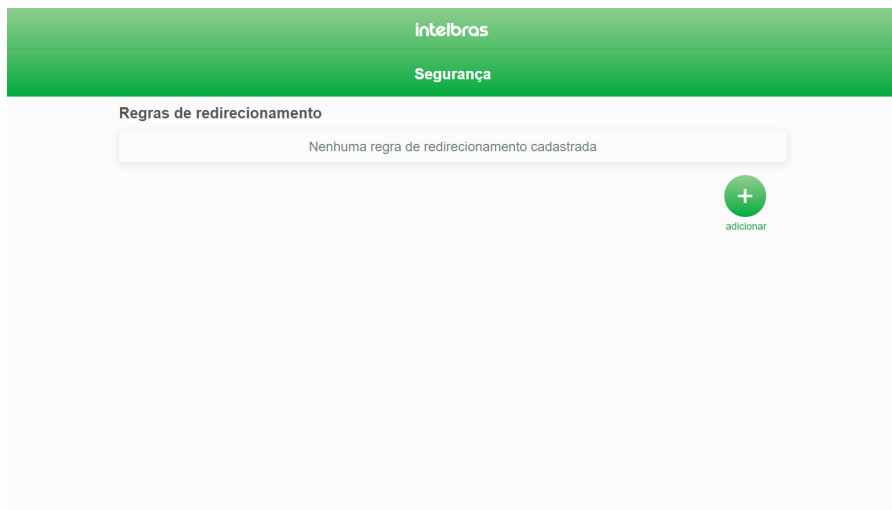 intelbras
Segurança
Regras de redirecionamento
Nenhuma regra de redirecionamento cadastrada
+
adicionar